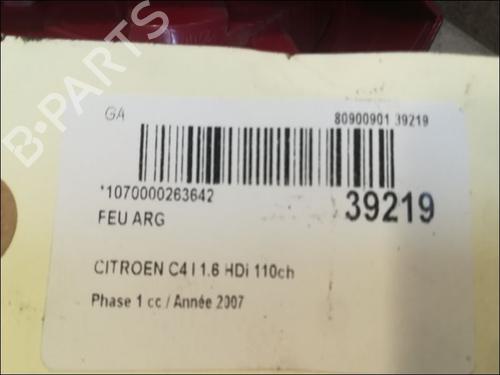 GA
80900901 39219
*1070000263642
39219
FEU ARG
CITROEN C4 I 1.6 HDi 110ch
Phase 1 cc / Année 2007
B-PARTS